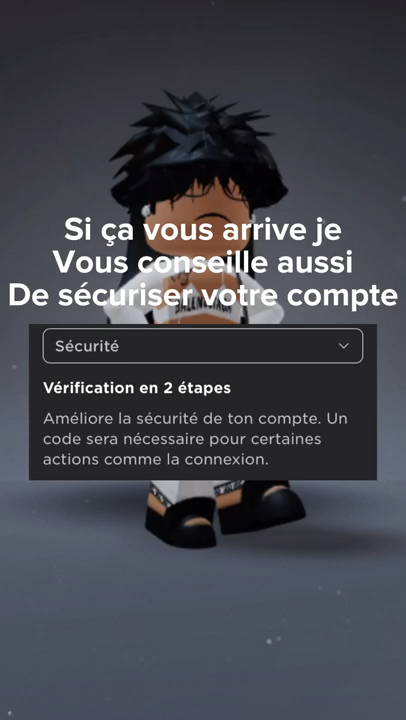 Si ça vous arrive je
Vous conseille aussi
De sécuriser votre compte
Sécurité
Vérification en 2 étapes
Améliore la sécurité de ton compte. Un
code sera nécessaire pour certaines
actions comme la connexion.